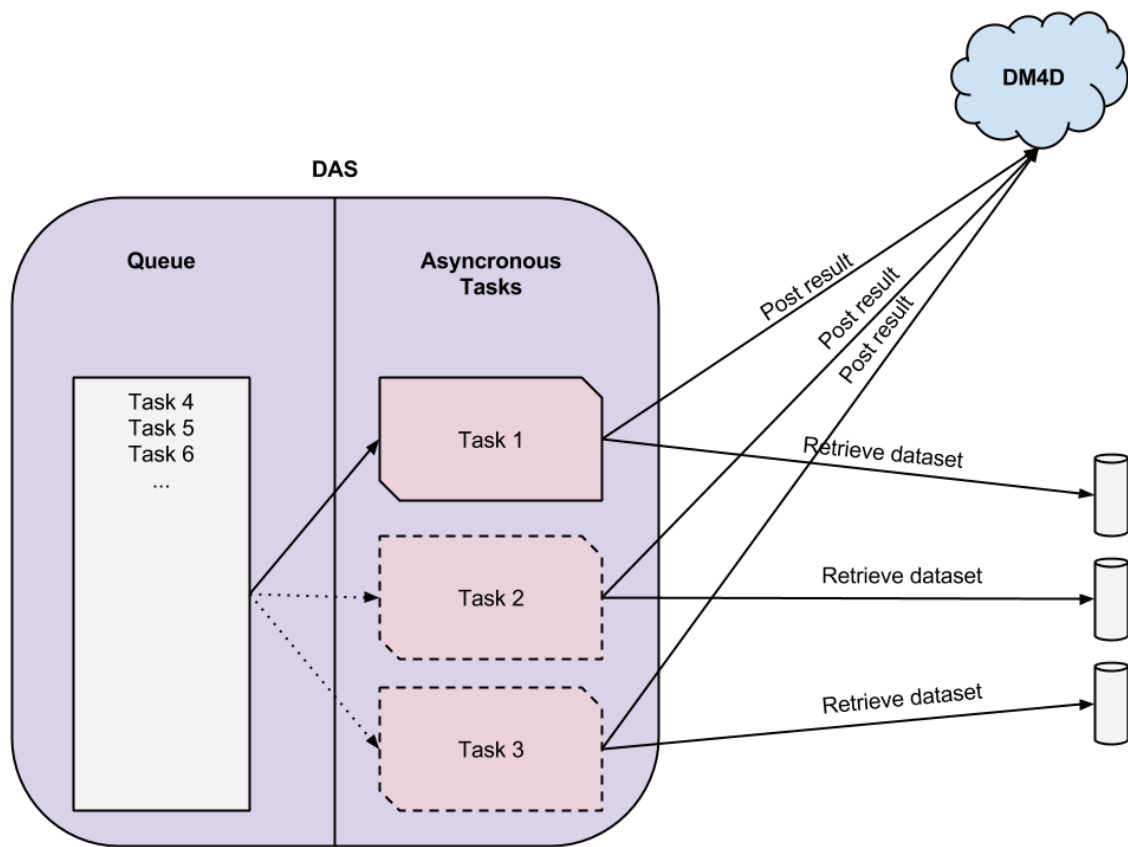 DM4D
DAS
Queue
Asyncronous
Tasks
Post result
Post result
Post result
Task 4
Task 5
Task 6
...
Task 1
Retrieve dataset
Task 2
Retrieve dataset
Task 3
Retrieve dataset